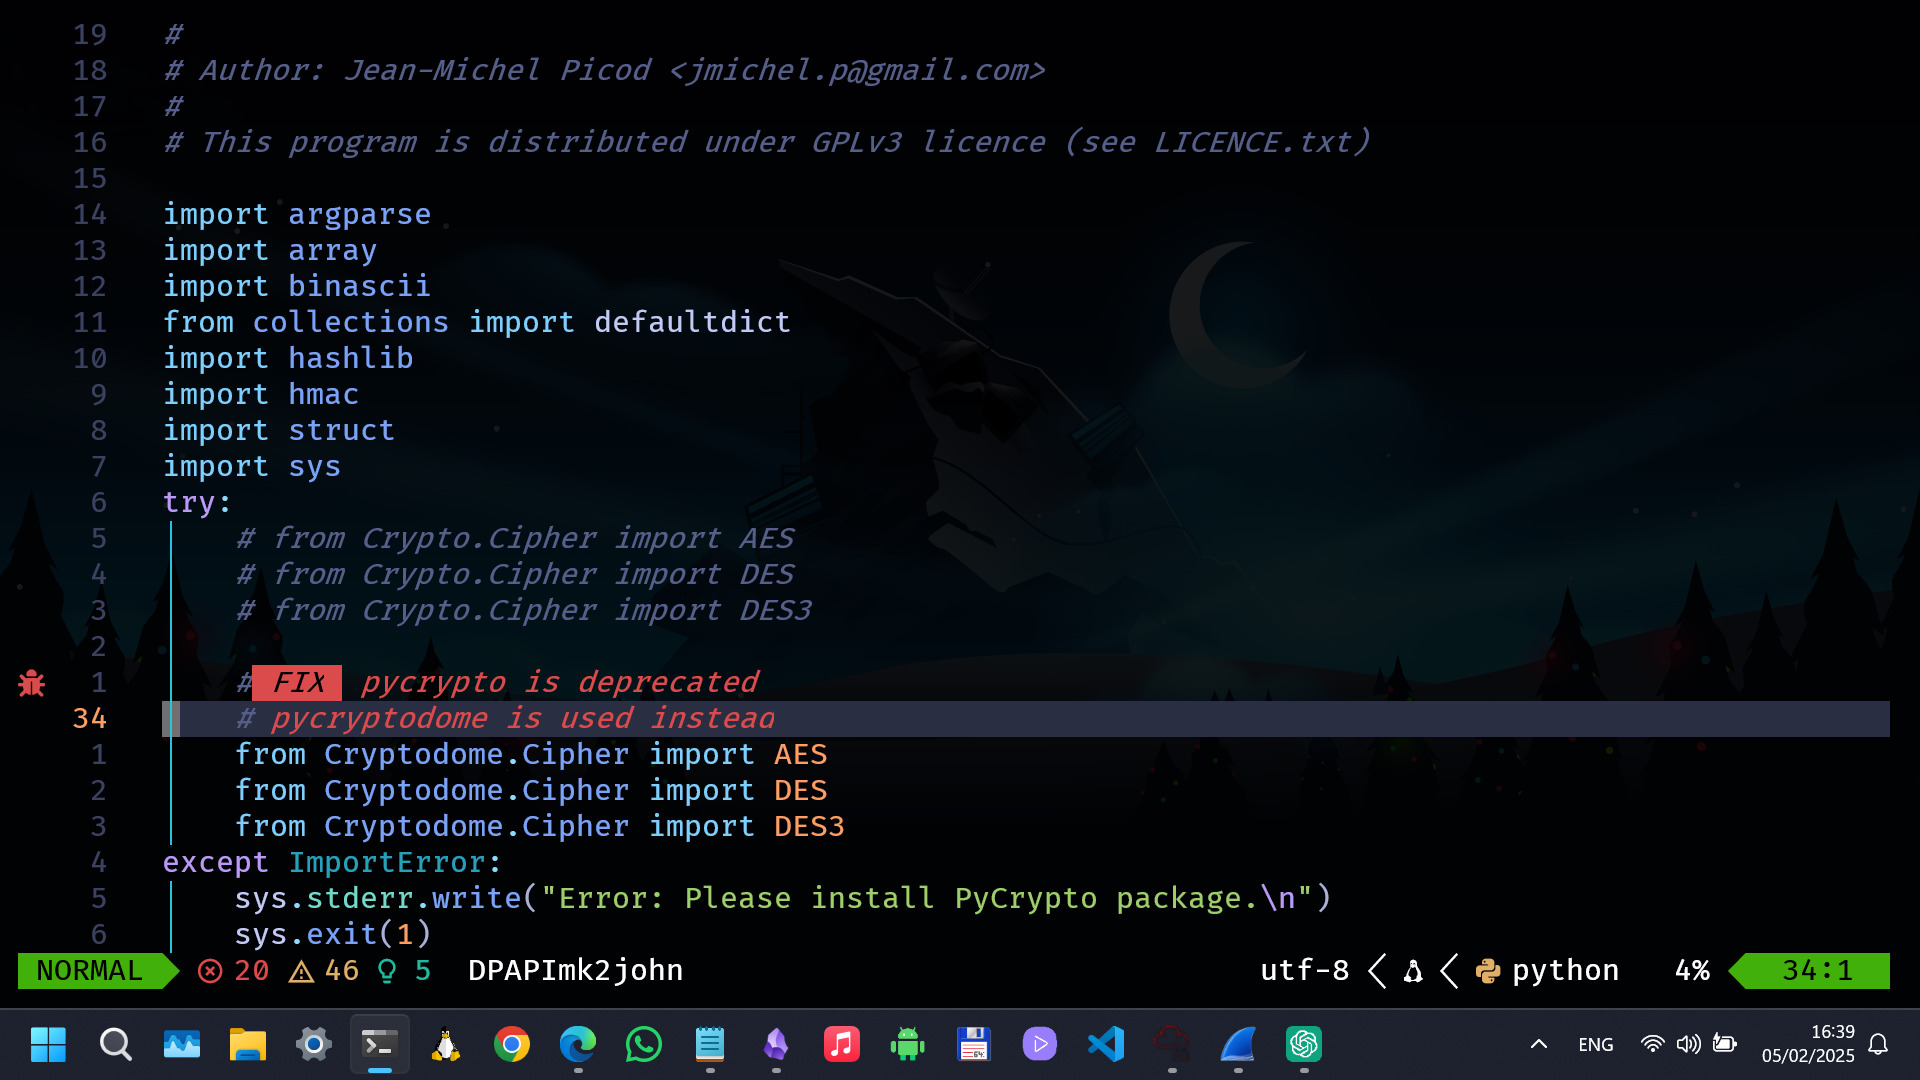 19 #
18 # Author: Jean-Michel Picod <jmichel.p@gmail.com>
17 #
16 # This program is distributed under GPLv3 licence (see LICENCE.txt)
15
14 import argparse
13 import array
12 import binascii
11 from collections import defaultdict
10 import hashlib
9 import hmac
8 import struct
7 import sys
6 try:
5     # from Crypto.Cipher import AES
4     # from Crypto.Cipher import DES
3     # from Crypto.Cipher import DES3
2
1     # FIX pycrypto is deprecated
34     # pycryptodome is used instead
1     from Cryptodome.Cipher import AES
2     from Cryptodome.Cipher import DES
3     from Cryptodome.Cipher import DES3
4 except ImportError:
5     sys.stderr.write("Error: Please install PyCrypto package.\n")
6     sys.exit(1)
NORMAL 20 46 5 DPAPImk2john utf-8 python 4% 34:1
64
ENG 16:39
05/02/2025